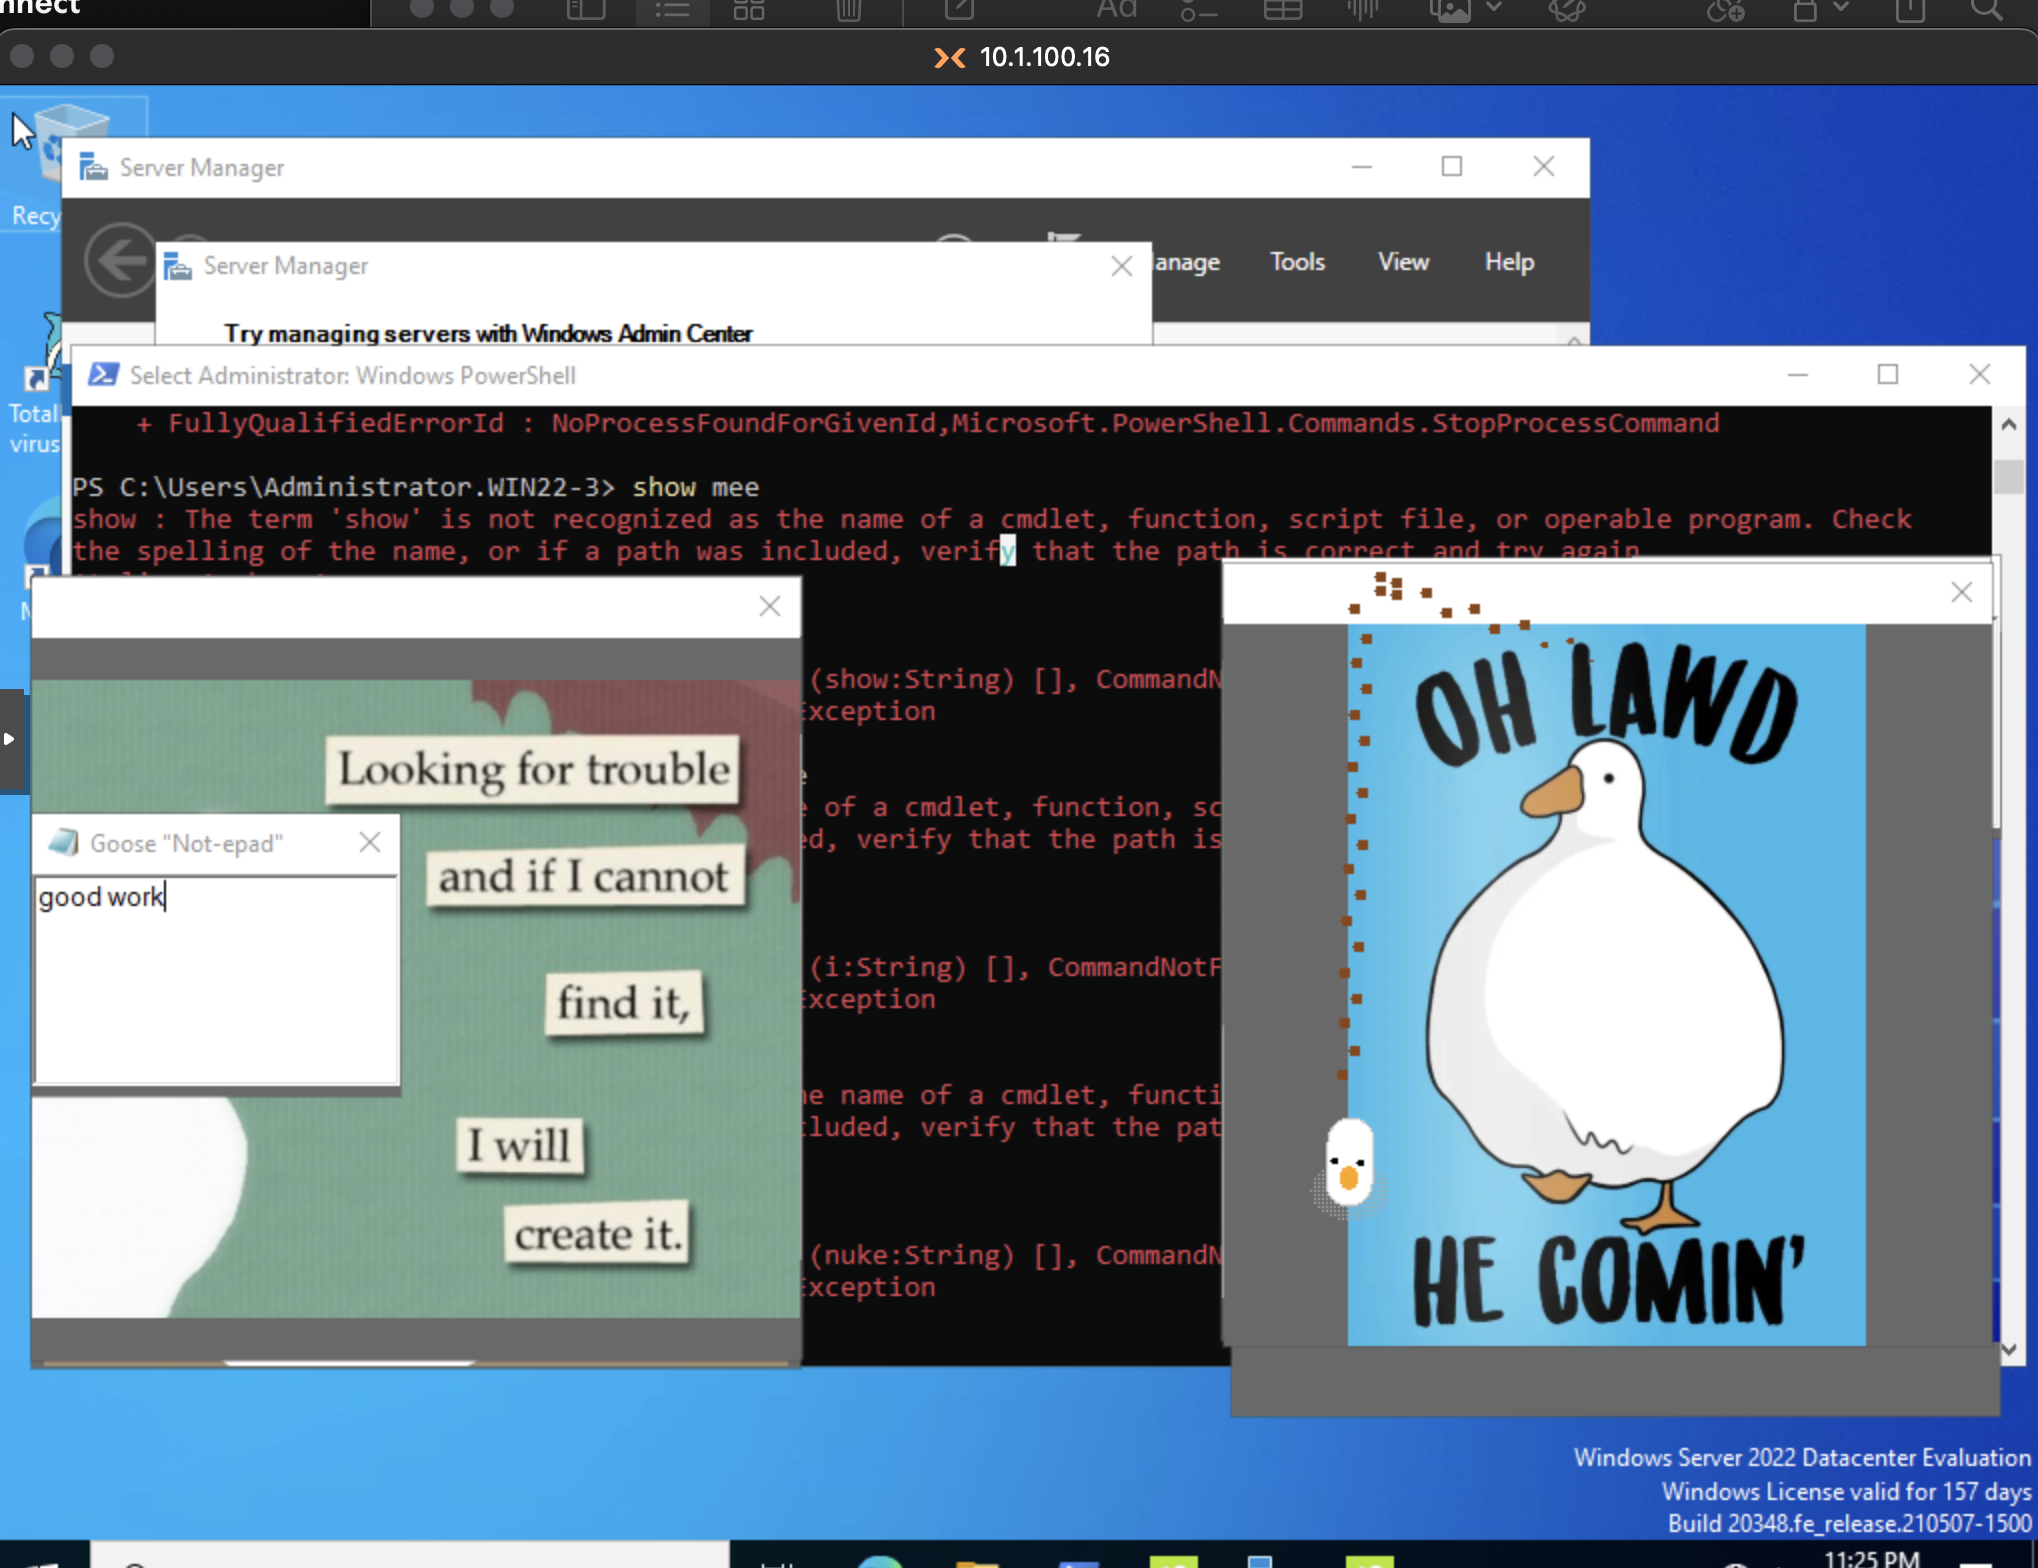 nnect
10.1.100.16
Recy
Server Manager
anage Tools View Help
Server Manager
Try managing servers with Windows Admin Center
Total
virus
Select Administrator: Windows PowerShell
+ FullyQualifiedErrorId : NoProcessFoundForGivenId,Microsoft.PowerShell.Commands.StopProcessCommand
PS C:\Users\Administrator.WIN22-3> show mee
show : The term 'show' is not recognized as the name of a cmdlet, function, script file, or operable program. Check
the spelling of the name, or if a path was included, verify that the path is correct and try again
(show:String) [], CommandN
Exception
e of a cmdlet, function, sc
ed, verify that the path is
(i:String) [], CommandNotF
Exception
he name of a cmdlet, functi
cluded, verify that the pat
(nuke:String) [], CommandN
Exception
Looking for trouble
and if I cannot
find it,
I will
create it.
Goose "Not-epad"
good work
OH LAWD
HE COMIN'
Windows Server 2022 Datacenter Evaluation
Windows License valid for 157 days
Build 20348.fe_release.210507-1500
11:25 PM